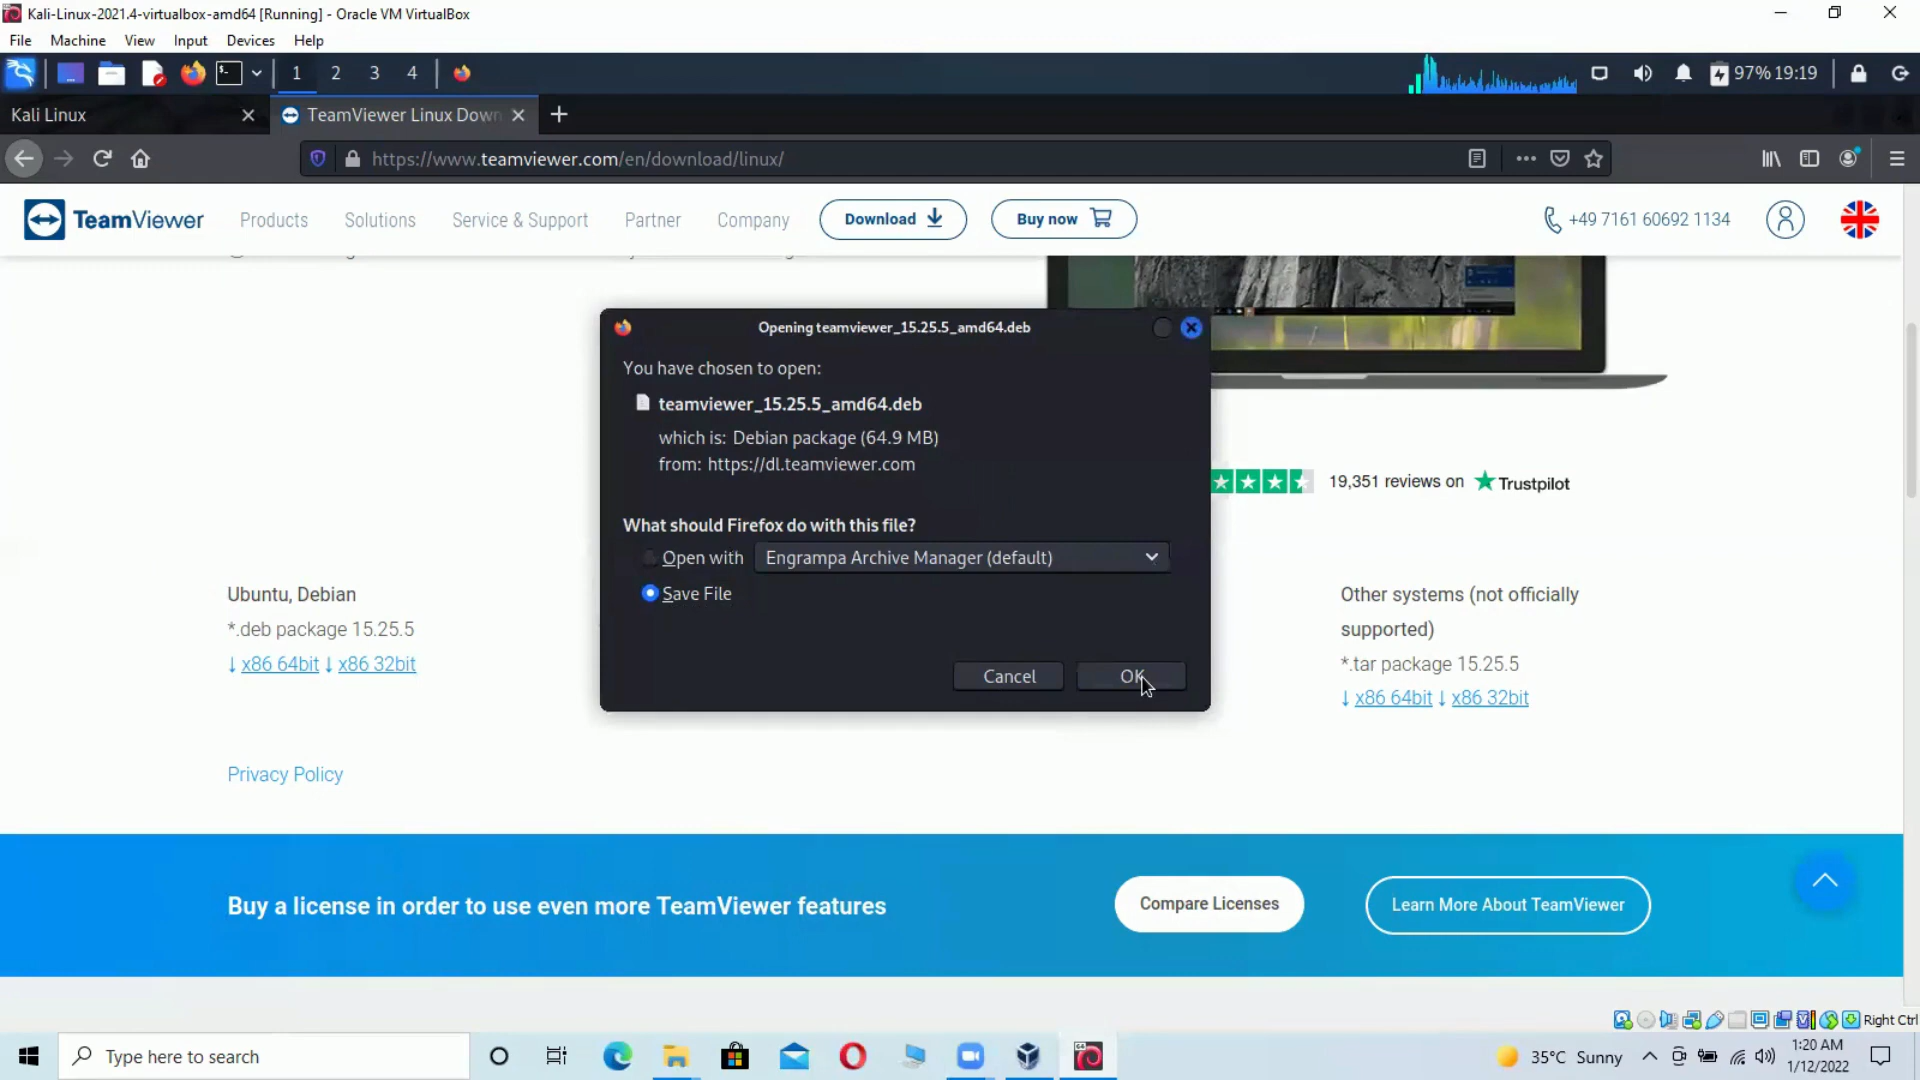 Kali-Linux-2021.4-virtualbox-amd64 [Running] - Oracle VM VirtualBox
File Machine View Input Devices Help
1 2 3 4
97% 19:19
Kali Linux
TeamViewer Linux Down
https://www.teamviewer.com/en/download/linux/
TeamViewer
Products Solutions Service & Support Partner Company Download Buy now
+49 7161 60692 1134
Opening teamviewer_15.25.5_amd64.deb
You have chosen to open:
teamviewer_15.25.5_amd64.deb
which is: Debian package (64.9 MB)
from: https://dl.teamviewer.com
What should Firefox do with this file?
Open with Engrampa Archive Manager (default)
Save File
Cancel OK
19,351 reviews on Trustpilot
Ubuntu, Debian
*.deb package 15.25.5
↓ x86 64bit ↓ x86 32bit
Other systems (not officially
supported)
*.tar package 15.25.5
↓ x86 64bit ↓ x86 32bit
Privacy Policy
Buy a license in order to use even more TeamViewer features
Compare Licenses
Learn More About TeamViewer
Right Ctrl
Type here to search
35°C Sunny
1:20 AM
1/12/2022